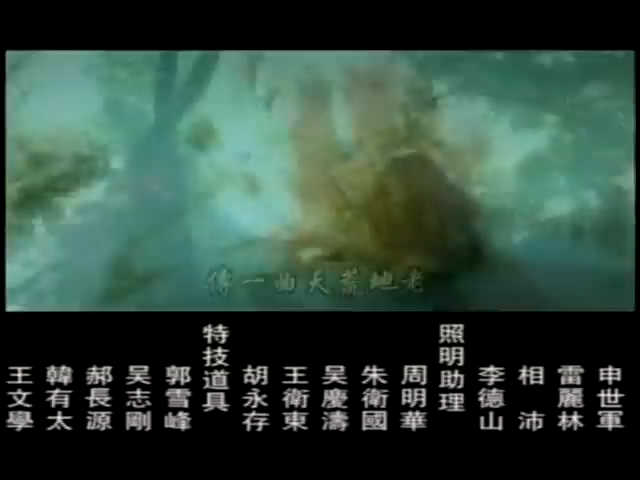 傳一曲天荒地老
申世軍
雷麗林
相沛
李德山
照明助理
周明華
朱衛國
吳慶濤
王衛東
胡永存
特技道具
郭雪峰
吴志剛
郝長源
韓有太
王文學